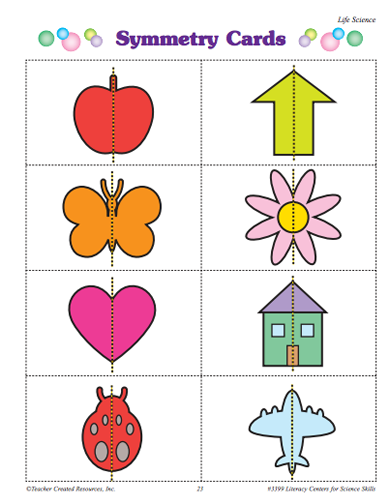 Life Science
Symmetry Cards
©Teacher Created Resources, Inc. 23 #3399 Literacy Centers for Science Skills